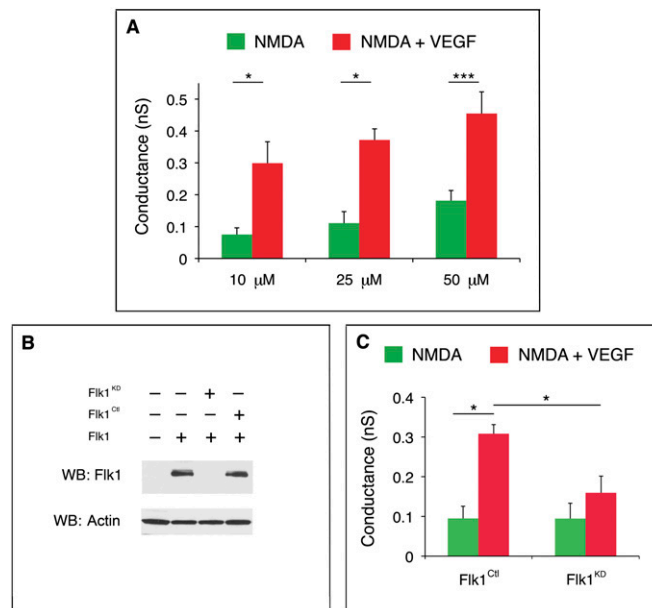 A
NMDA NMDA + VEGF
* * ***
Conductance (nS)
0.5
0.4
0.3
0.2
0.1
0
10 µM 25 µM 50 µM
B
Flk1ᴷᴰ − − + −
Flk1ᶜᵗˡ − − − +
Flk1 − + + +
WB: Flk1
WB: Actin
C
NMDA NMDA + VEGF
* *
Conductance (nS)
0.4
0.3
0.2
0.1
0
Flk1ᶜᵗˡ Flk1ᴷᴰ